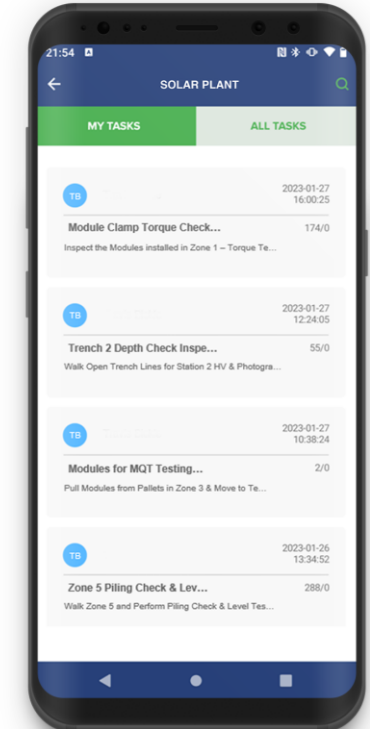 21:54
SOLAR PLANT
MY TASKS ALL TASKS
TB
2023-01-27
16:00:25
Module Clamp Torque Check... 174/0
Inspect the Modules installed in Zone 1 – Torque Te...
TB
2023-01-27
12:24:05
Trench 2 Depth Check Inspe... 55/0
Walk Open Trench Lines for Station 2 HV & Photogra...
TB
2023-01-27
10:38:24
Modules for MQT Testing... 2/0
Pull Modules from Pallets in Zone 3 & Move to Te...
TB
2023-01-26
13:34:52
Zone 5 Piling Check & Lev... 288/0
Walk Zone 5 and Perform Piling Check & Level Tes...